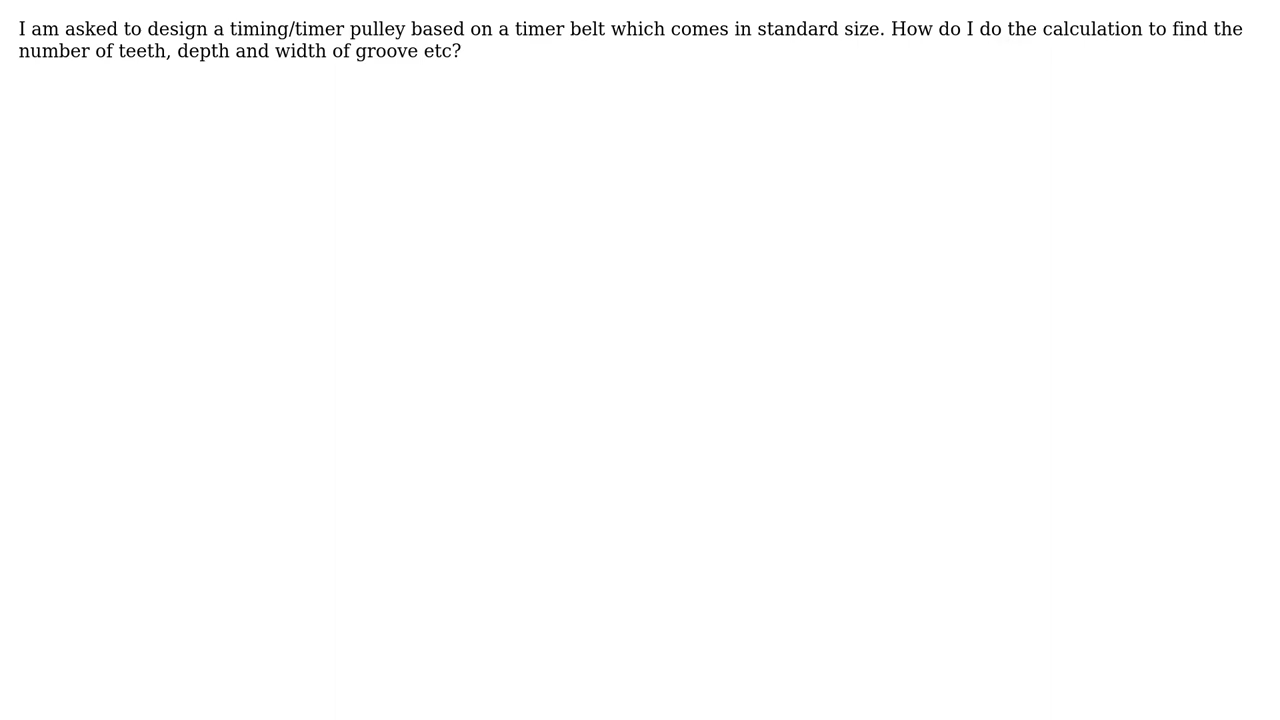 I am asked to design a timing/timer pulley based on a timer belt which comes in standard size. How do I do the calculation to find the
number of teeth, depth and width of groove etc?